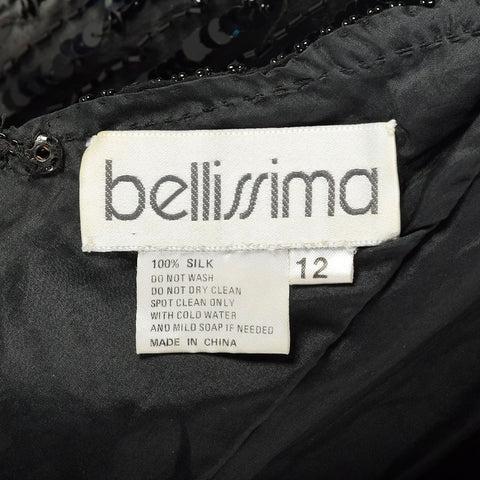 bellissima
100% SILK
DO NOT WASH
DO NOT DRY CLEAN
SPOT CLEAN ONLY
WITH COLD WATER
AND MILD SOAP IF NEEDED
MADE IN CHINA
12